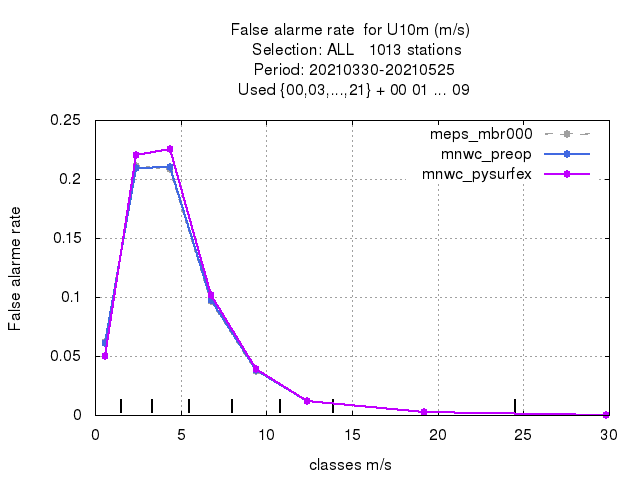 False alarme rate  for U10m (m/s)
Selection: ALL   1013 stations
Period: 20210330-20210525
Used {00,03,...,21} + 00 01 ... 09
meps_mbr000
mnwc_preop
mnwc_pysurfex
False alarme rate
0.25
0.2
0.15
0.1
0.05
0
0 5 10 15 20 25 30
classes m/s